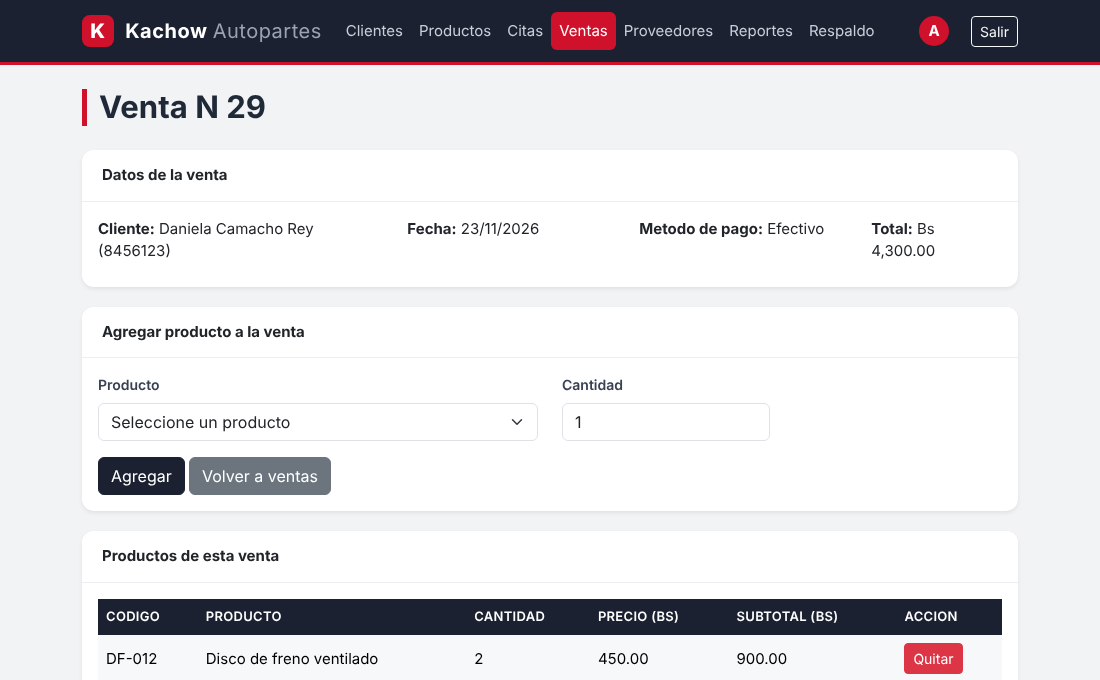 K Kachow Autopartes Clientes Productos Citas Ventas Proveedores Reportes Respaldo A Salir
Venta N 29
Datos de la venta
Cliente: Daniela Camacho Rey (8456123) Fecha: 23/11/2026 Metodo de pago: Efectivo Total: Bs 4,300.00
Agregar producto a la venta
Producto Cantidad
Seleccione un producto 1
Agregar Volver a ventas
Productos de esta venta
CODIGO PRODUCTO CANTIDAD PRECIO (BS) SUBTOTAL (BS) ACCION
DF-012 Disco de freno ventilado 2 450.00 900.00 Quitar